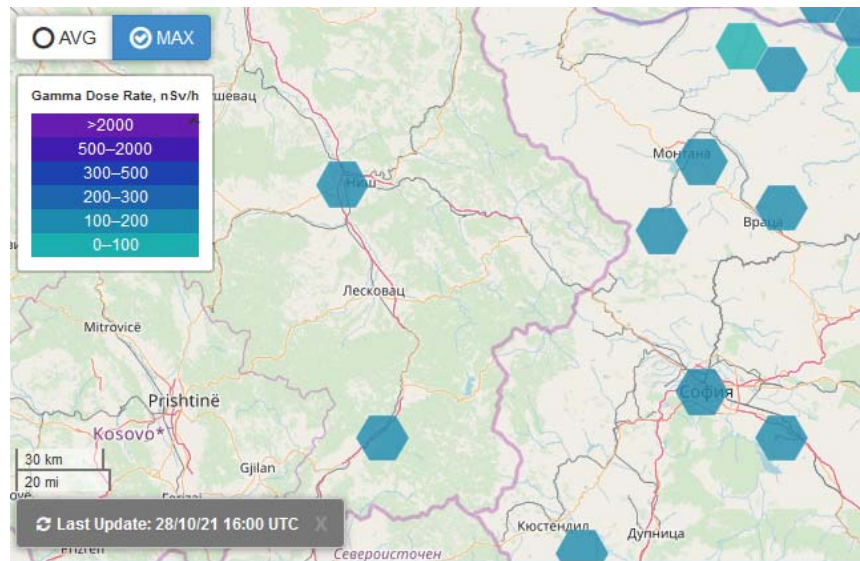 AVG MAX
Gamma Dose Rate, nSv/h
>2000
500–2000
300–500
200–300
100–200
0–100
Ниш
Монтана
Враца
Лесковац
Mitrovicë
Prishtinë
Kosovo*
София
Gjilan
30 km
20 mi
Last Update: 28/10/21 16:00 UTC X
Кюстендил
Дупница
Североисточен